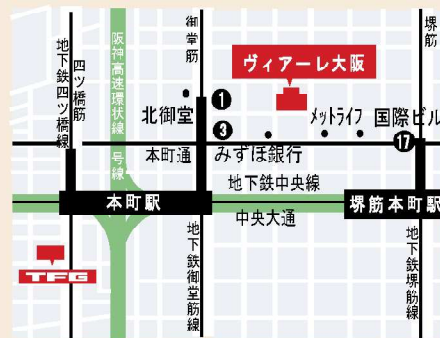 御堂筋
堺筋
阪神高速環状線
号線
四ツ橋筋
地下鉄四ツ橋線
ヴィアーレ大阪
1
北御堂
メットライフ
国際ビル
3
17
本町通
みずほ銀行
地下鉄中央線
本町駅
堺筋本町駅
中央大通
地下鉄御堂筋線
地下鉄堺筋線
TFG